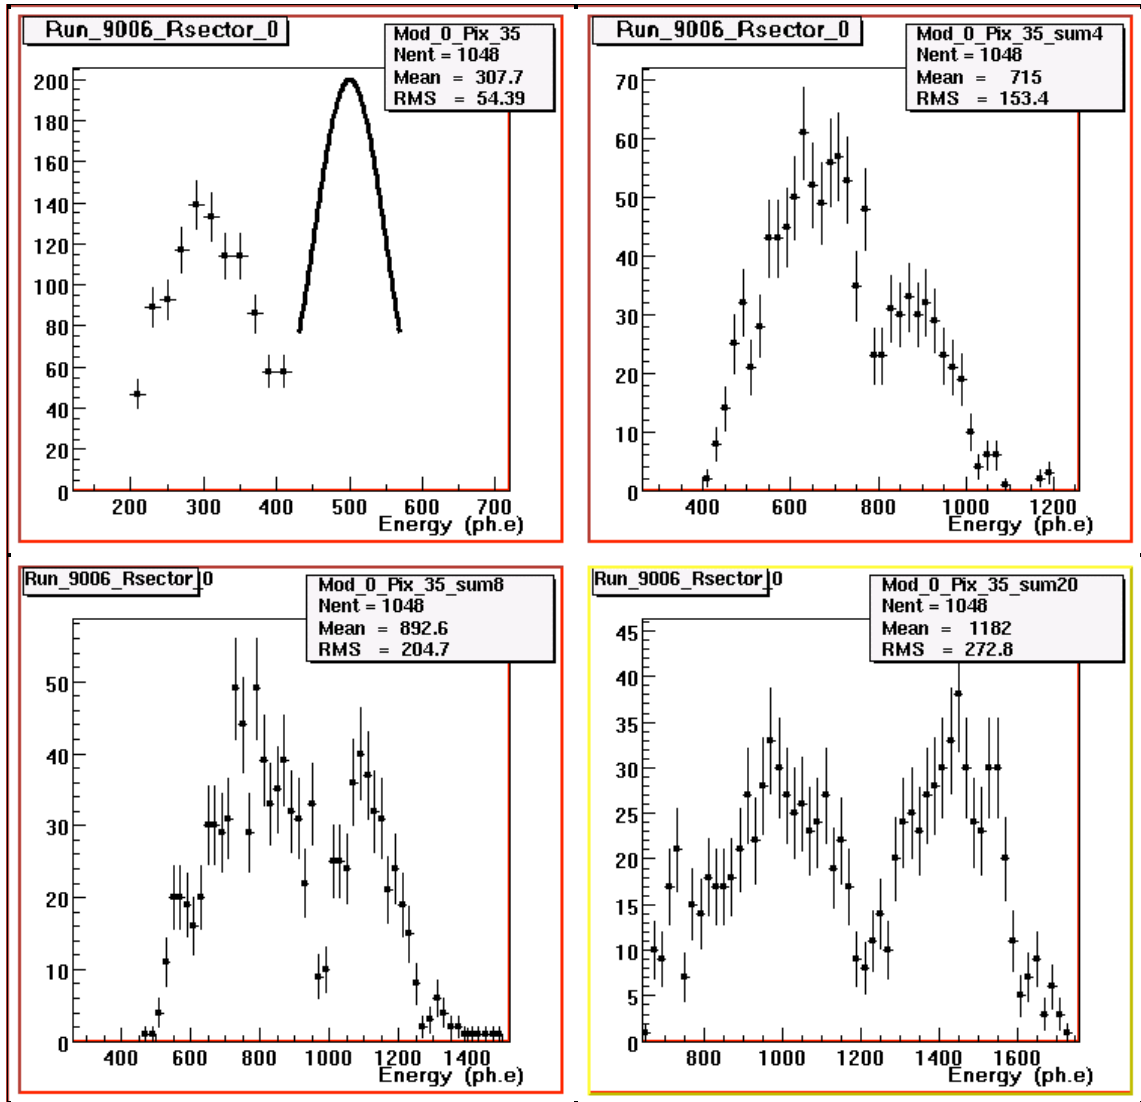 Run_9006_Rsector_0
Mod_0_Pix_35
Nent = 1048
Mean = 307.7
RMS = 54.39
200
180
160
140
120
100
80
60
40
20
0
200 300 400 500 600 700
Energy (ph.e)
Run_9006_Rsector_0
Mod_0_Pix_35_sum4
Nent = 1048
Mean = 715
RMS = 153.4
70
60
50
40
30
20
10
0
400 600 800 1000 1200
Energy (ph.e)
Run_9006_Rsector_0
Mod_0_Pix_35_sum8
Nent = 1048
Mean = 892.6
RMS = 204.7
50
40
30
20
10
0
400 600 800 1000 1200 1400
Energy (ph.e)
Run_9006_Rsector_0
Mod_0_Pix_35_sum20
Nent = 1048
Mean = 1182
RMS = 272.8
45
40
35
30
25
20
15
10
5
0
800 1000 1200 1400 1600
Energy (ph.e)